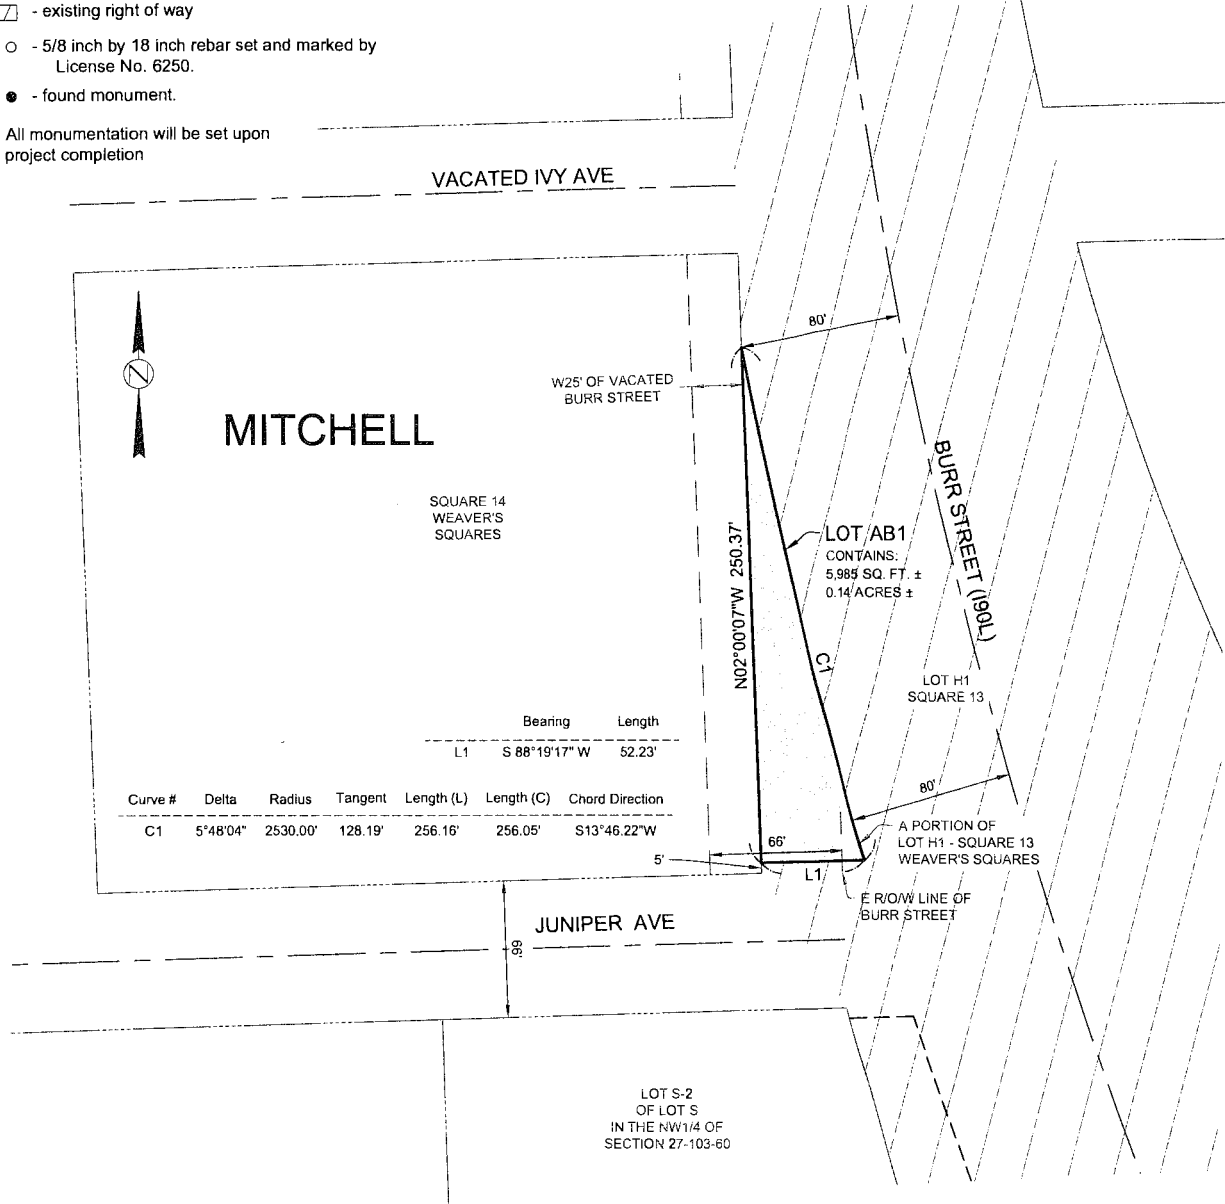 - existing right of way
- 5/8 inch by 18 inch rebar set and marked by
License No. 6250.
- found monument.
All monumentation will be set upon
project completion
VACATED IVY AVE
80'
W25' OF VACATED
BURR STREET
N
MITCHELL
SQUARE 14
WEAVER'S
SQUARES
BURR STREET (I90L)
N02°00'07"W 250.37'
LOT AB1
CONTAINS:
5,985 SQ. FT. ±
0.14 ACRES ±
C1
LOT H1
SQUARE 13
Bearing Length
L1 S 88°19'17" W 52.23'
Curve # Delta Radius Tangent Length (L) Length (C) Chord Direction
C1 5°48'04" 2530.00' 128.19' 256.16' 256.05' S13°46.22"W
80'
A PORTION OF
LOT H1 - SQUARE 13
WEAVER'S SQUARES
66'
5'
L1
E R/O/W LINE OF
BURR STREET
JUNIPER AVE
66'
LOT S-2
OF LOT S
IN THE NW1/4 OF
SECTION 27-103-60